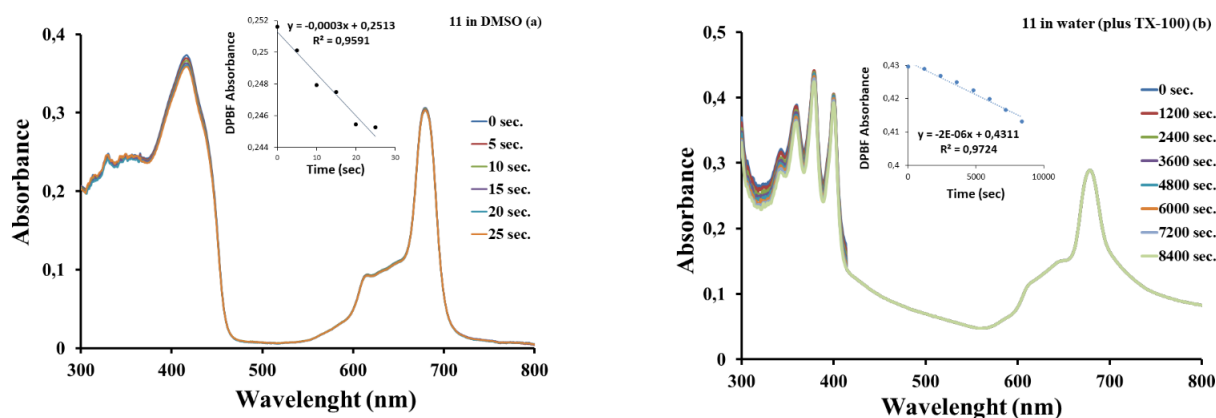 11 in DMSO (a)
0,4
0,3
0,2
0,1
0
300
400
500
600
700
800
Absorbance
Wavelenght (nm)
0,252
0,25
0,248
0,246
0,244
0
10
20
30
DPBF Absorbance
Time (sec)
y = -0,0003x + 0,2513
R² = 0,9591
0 sec.
5 sec.
10 sec.
15 sec.
20 sec.
25 sec.
11 in water (plus TX-100) (b)
0,5
0,4
0,3
0,2
0,1
0
300
400
500
600
700
800
Absorbance
Wavelenght (nm)
0,43
0,42
0,41
0,4
0
5000
10000
DPBF Absorbance
Time (sec)
y = -2E-06x + 0,4311
R² = 0,9724
0 sec.
1200 sec.
2400 sec.
3600 sec.
4800 sec.
6000 sec.
7200 sec.
8400 sec.